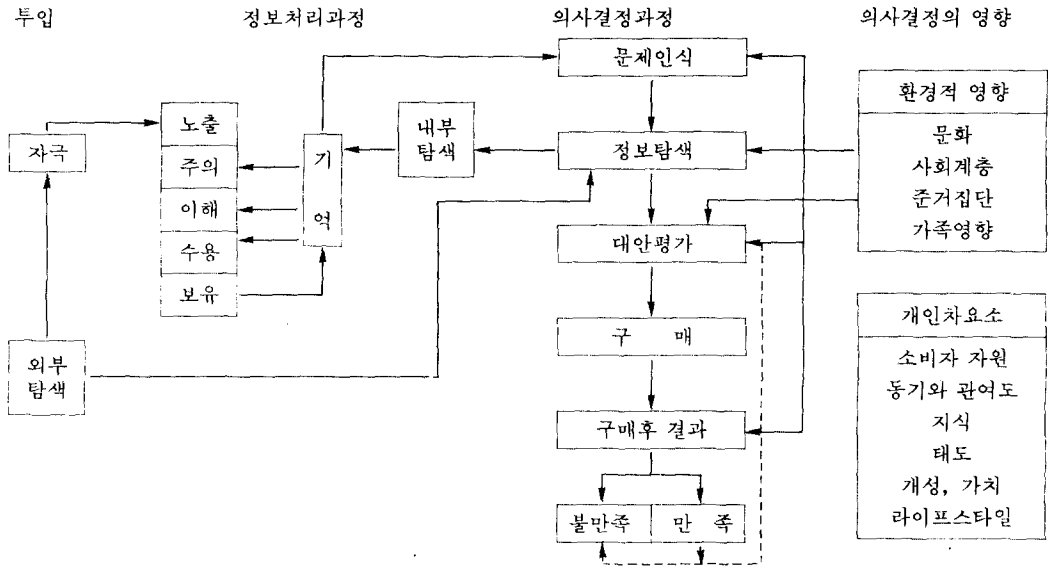 투입 정보처리과정 의사결정과정 의사결정의 영향
자극
외부
탐색
노출
주의
이해
수용
보유
기
억
내부
탐색
문제인식
정보탐색
대안평가
구 매
구매후 결과
불만족 만 족
환경적 영향
문화
사회계층
준거집단
가족영향
개인차요소
소비자 자원
동기와 관여도
지식
태도
개성, 가치
라이프스타일